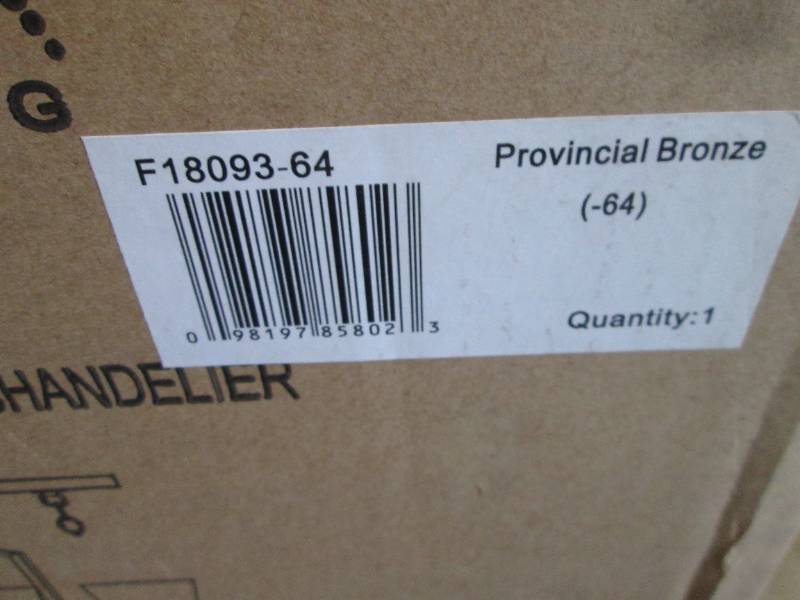 G
F18093-64
Provincial Bronze
(-64)
0 98197 85802 3
Quantity:1
HANDELIER